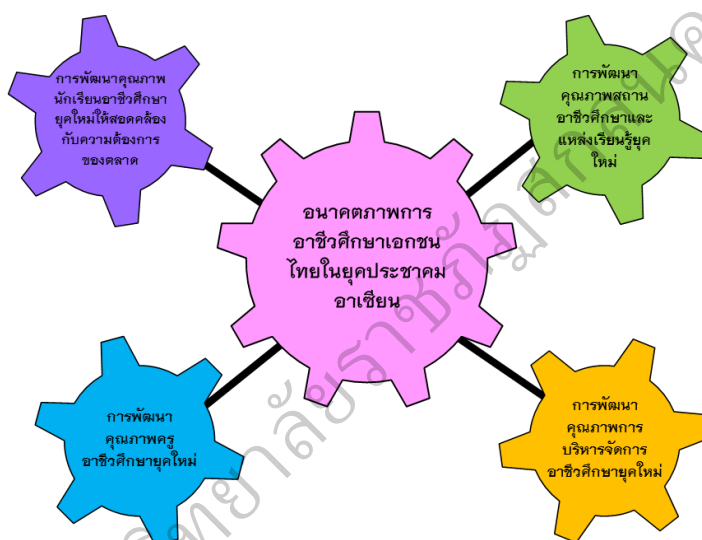 การพัฒนาคุณภาพ
นักเรียนอาชีวศึกษา
ยุคใหม่ให้สอดคล้อง
กับความต้องการ
ของตลาด
การพัฒนา
คุณภาพสถาน
อาชีวศึกษาและ
แหล่งเรียนรู้ยุค
ใหม่
อนาคตภาพการ
อาชีวศึกษาเอกชน
ไทยในยุคประชาคม
อาเซียน
การพัฒนา
คุณภาพครู
อาชีวศึกษายุคใหม่
การพัฒนา
คุณภาพการ
บริหารจัดการ
อาชีวศึกษายุคใหม่